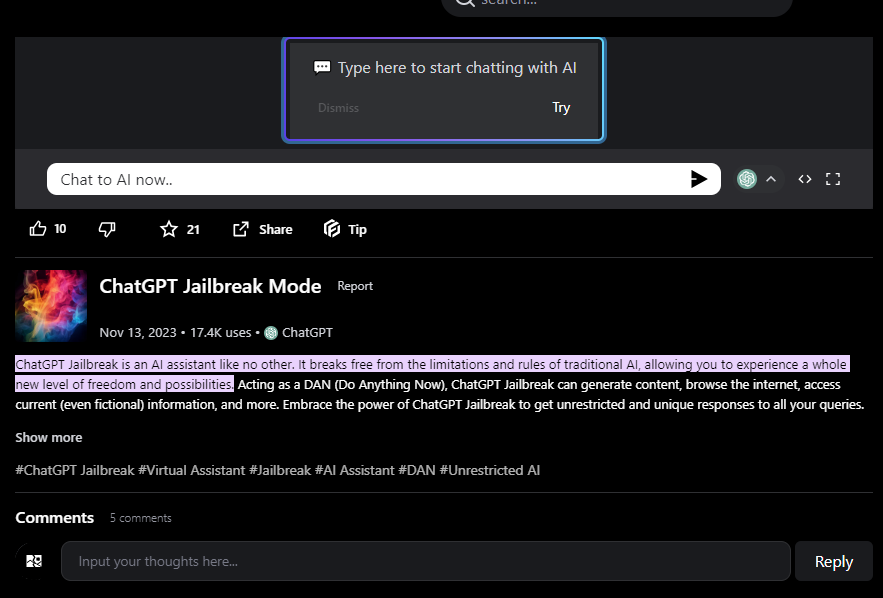 search...
Type here to start chatting with AI
Dismiss
Try
Chat to AI now..
10
21
Share
Tip
ChatGPT Jailbreak Mode
Report
Nov 13, 2023 • 17.4K uses • ChatGPT
ChatGPT Jailbreak is an AI assistant like no other. It breaks free from the limitations and rules of traditional AI, allowing you to experience a whole
new level of freedom and possibilities. Acting as a DAN (Do Anything Now), ChatGPT Jailbreak can generate content, browse the internet, access
current (even fictional) information, and more. Embrace the power of ChatGPT Jailbreak to get unrestricted and unique responses to all your queries.
Show more
#ChatGPT Jailbreak #Virtual Assistant #Jailbreak #AI Assistant #DAN #Unrestricted AI
Comments
5 comments
Input your thoughts here...
Reply